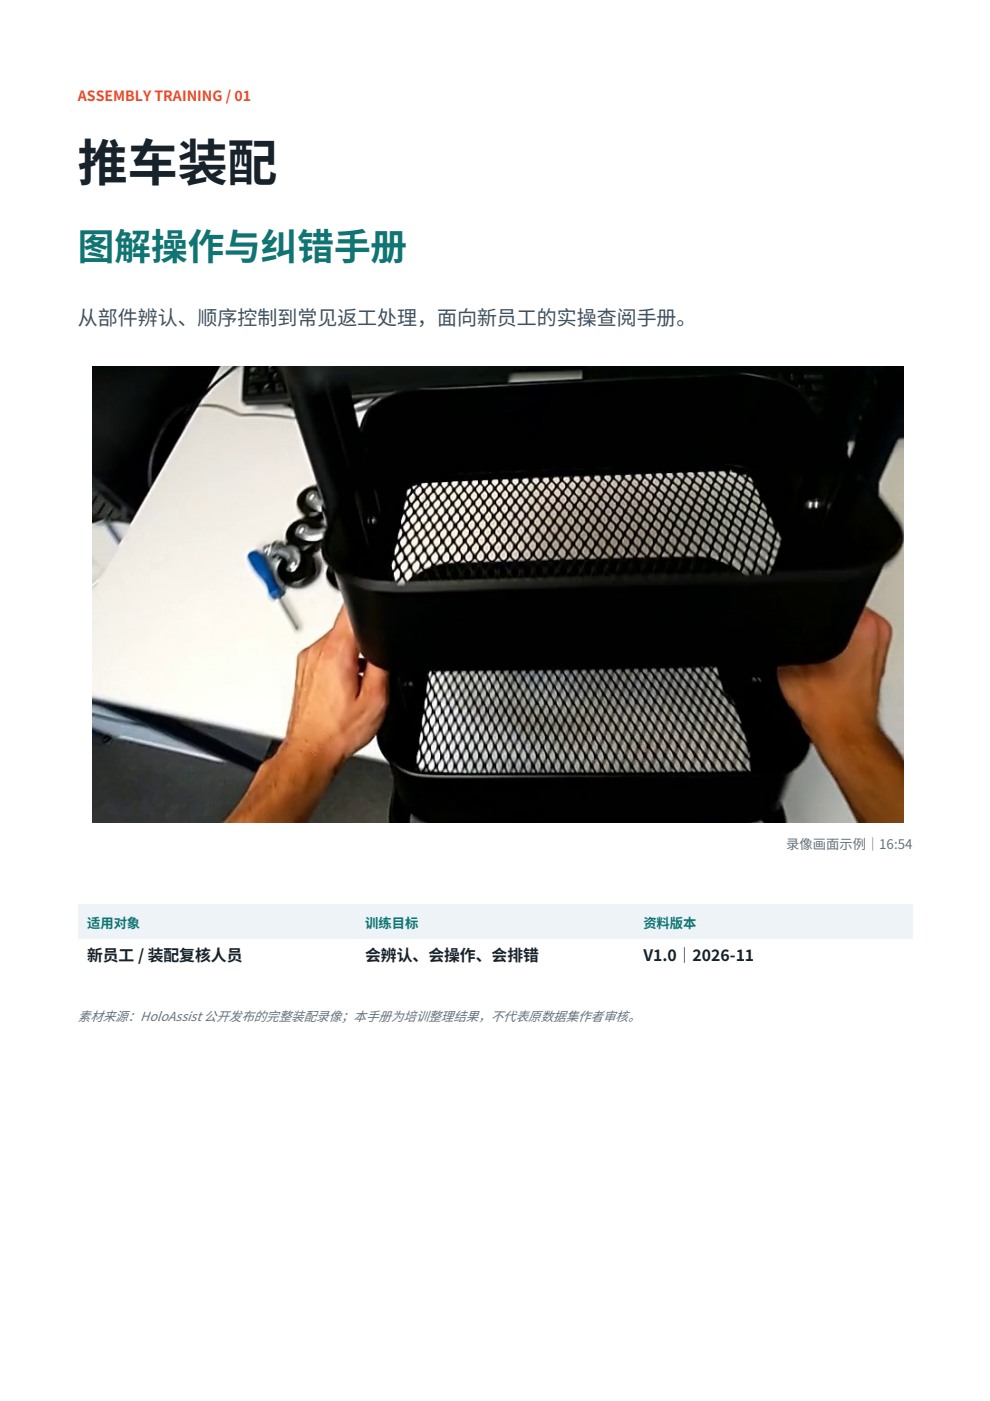 ASSEMBLY TRAINING / 01
推车装配
图解操作与纠错手册
从部件辨认、顺序控制到常见返工处理，面向新员工的实操查阅手册。
录像画面示例｜16:54
适用对象 训练目标 资料版本
新员工 / 装配复核人员 会辨认、会操作、会排错 V1.0｜2026-11
素材来源：HoloAssist 公开发布的完整装配录像；本手册为培训整理结果，不代表原数据集作者审核。